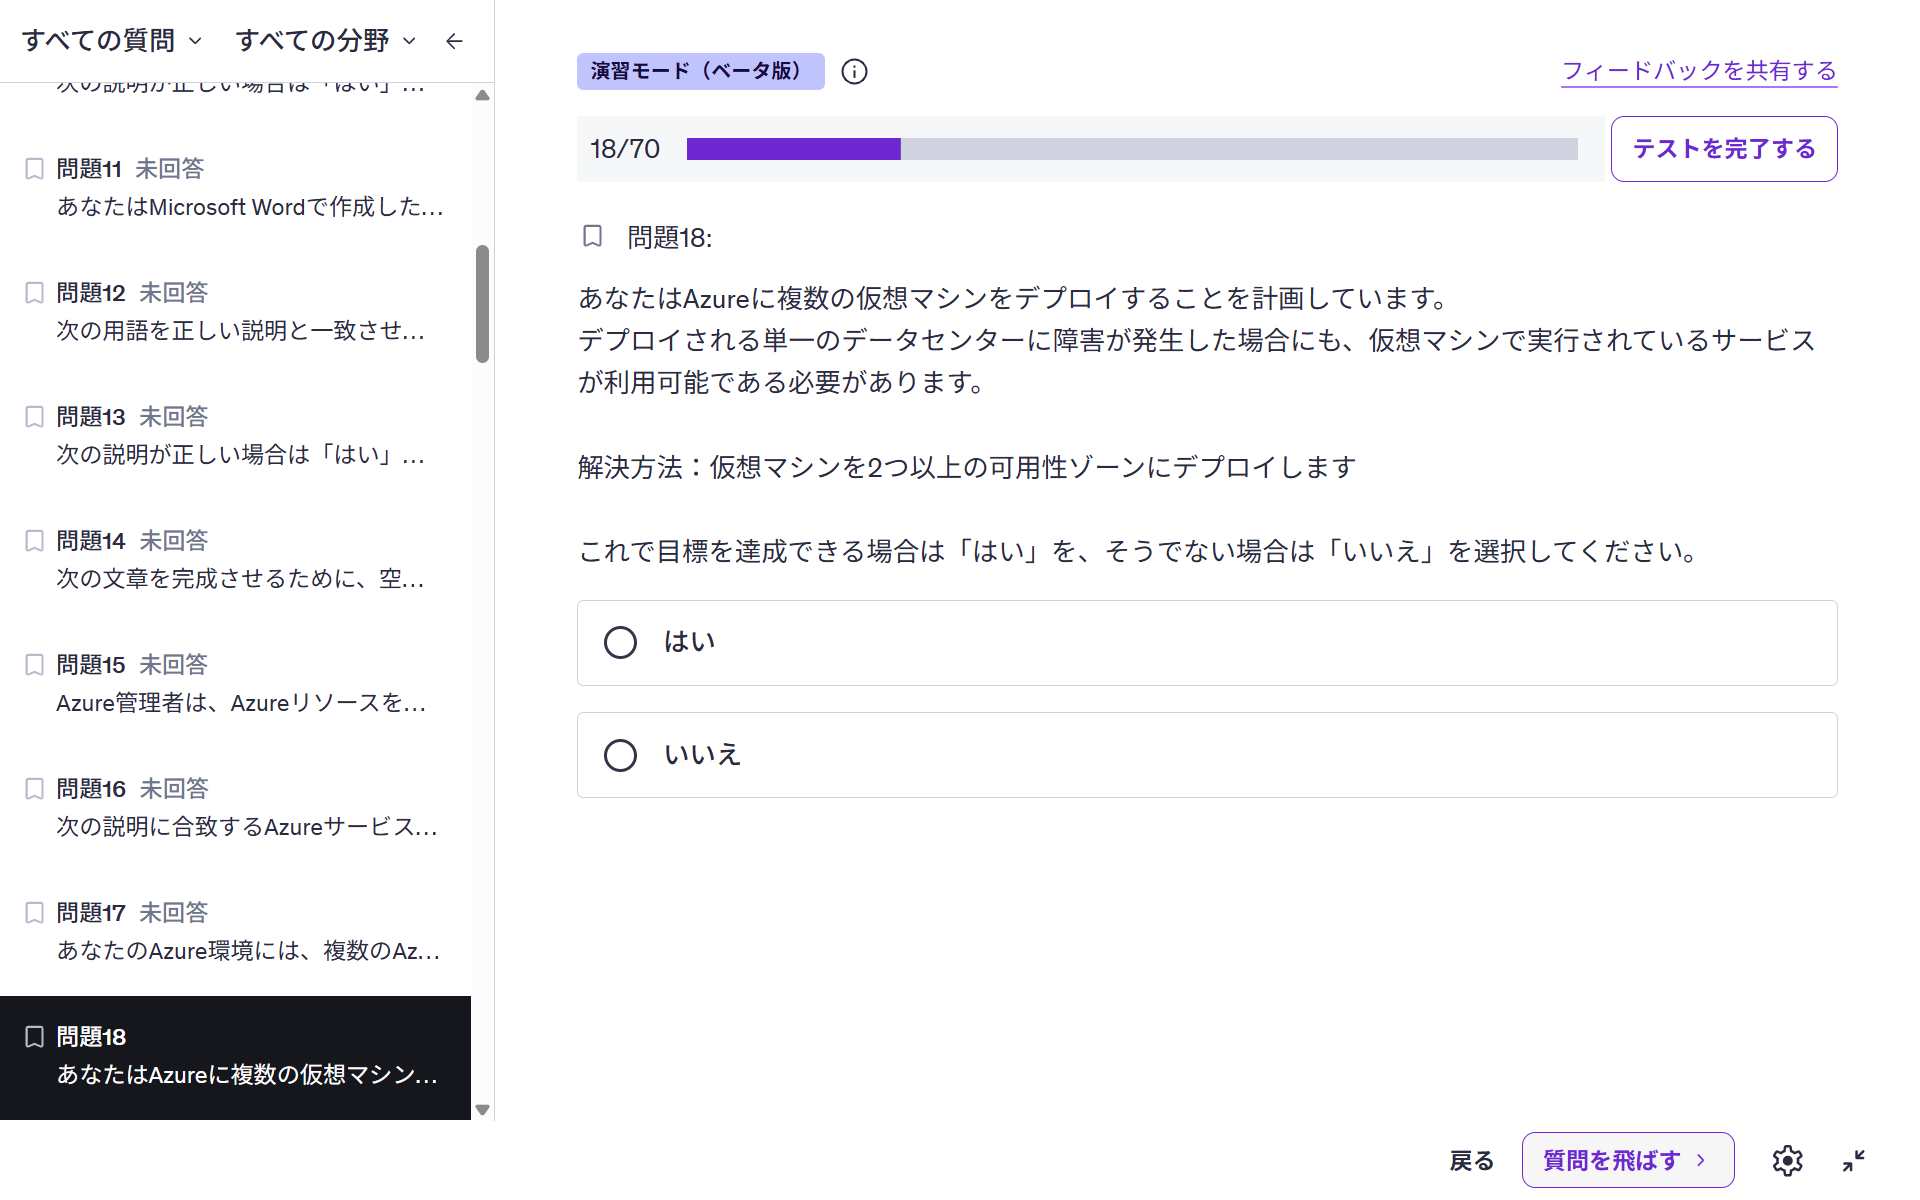 すべての質問 すべての分野
次の説明が正しい場合は「はい」…
問題11 未回答
あなたはMicrosoft Wordで作成した…
問題12 未回答
次の用語を正しい説明と一致させ…
問題13 未回答
次の説明が正しい場合は「はい」…
問題14 未回答
次の文章を完成させるために、空…
問題15 未回答
Azure管理者は、Azureリソースを…
問題16 未回答
次の説明に合致するAzureサービス…
問題17 未回答
あなたのAzure環境には、複数のAz…
問題18
あなたはAzureに複数の仮想マシン…
演習モード（ベータ版）
フィードバックを共有する
18/70
テストを完了する
問題18:
あなたはAzureに複数の仮想マシンをデプロイすることを計画しています。
デプロイされる単一のデータセンターに障害が発生した場合にも、仮想マシンで実行されているサービス
が利用可能である必要があります。
解決方法：仮想マシンを2つ以上の可用性ゾーンにデプロイします
これで目標を達成できる場合は「はい」を、そうでない場合は「いいえ」を選択してください。
はい
いいえ
戻る
質問を飛ばす